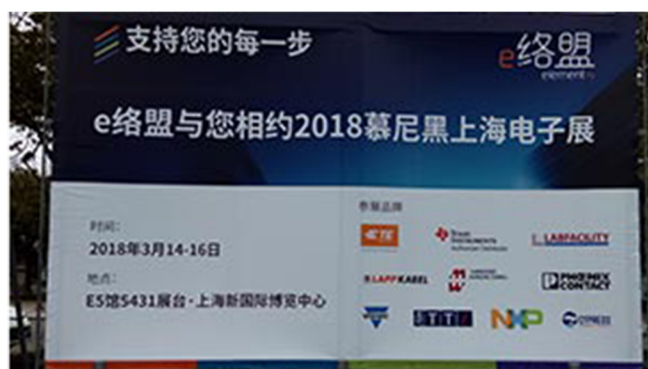 支持您的每一步
e络盟
element14
e络盟与您相约2018慕尼黑上海电子展
时间:
2018年3月14-16日
地点:
E5馆5431展台·上海新国际博览中心
参展品牌
TE
TEXAS INSTRUMENTS
LABFACILITY
LAPP KABEL
PHOENIX CONTACT
NXP
CYPRESS